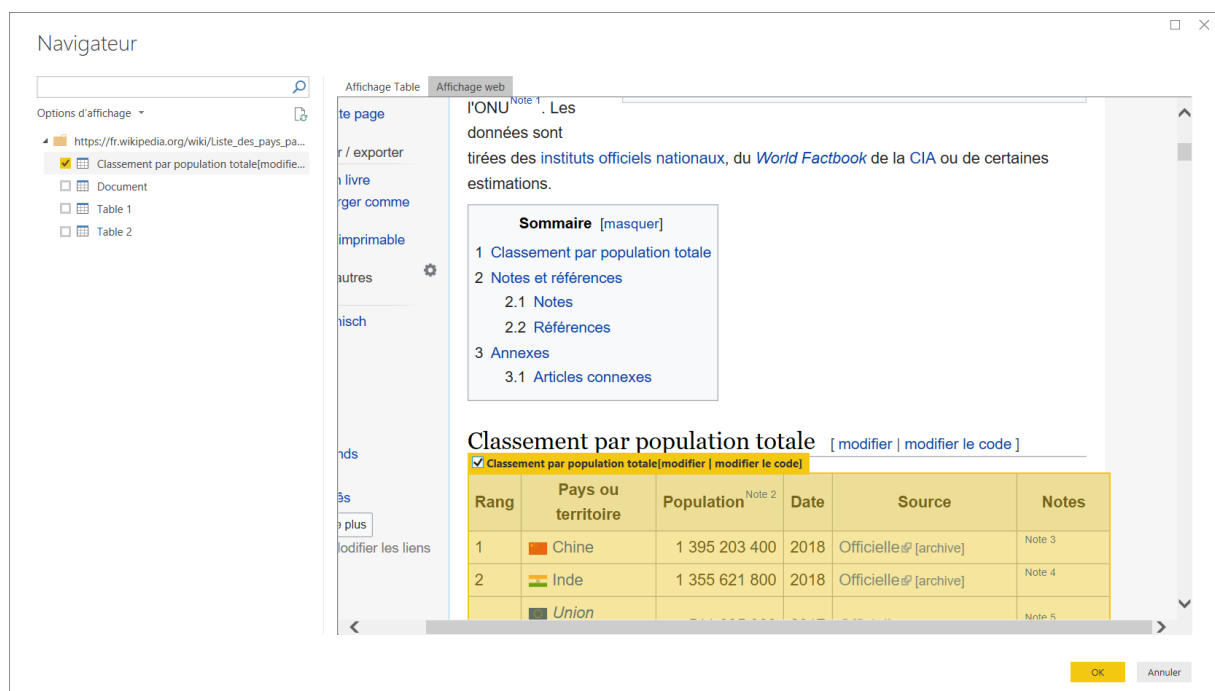 Navigateur
Options d'affichage
https://fr.wikipedia.org/wiki/Liste_des_pays_pa...
Classement par population totale[modifie...
Document
Table 1
Table 2
Affichage Table Affichage web
te page
r / exporter
n livre
rger comme
imprimable
autres
nisch
nds
ês
e plus
lodifier les liens
l'ONU Note 1. Les
données sont
tirées des instituts officiels nationaux, du World Factbook de la CIA ou de certaines
estimations.
Sommaire [masquer]
1 Classement par population totale
2 Notes et références
2.1 Notes
2.2 Références
3 Annexes
3.1 Articles connexes
Classement par population totale [ modifier | modifier le code ]
Classement par population totale[modifier | modifier le code]
Rang Pays ou territoire Population Note 2 Date Source Notes
1 Chine 1 395 203 400 2018 Officielle [archive] Note 3
2 Inde 1 355 621 800 2018 Officielle [archive] Note 4
Union Note 5
OK Annuler